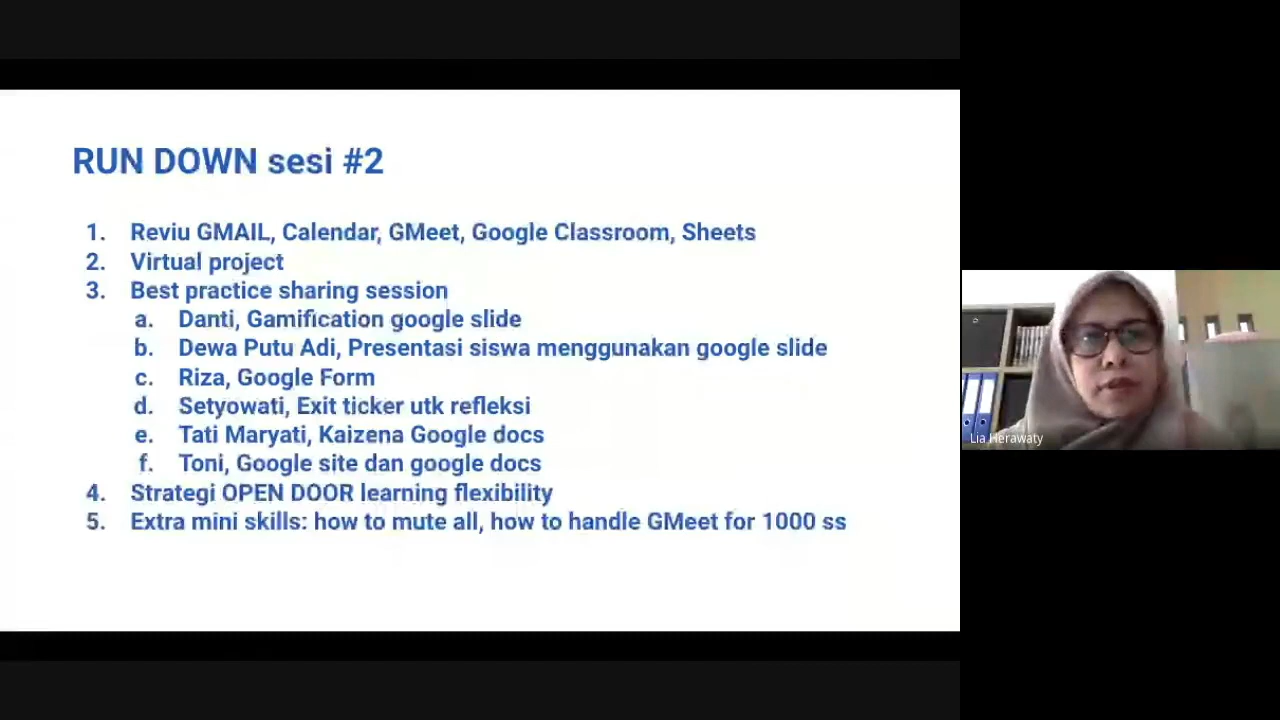 RUN DOWN sesi #2
1. Reviu GMAIL, Calendar, GMeet, Google Classroom, Sheets
2. Virtual project
3. Best practice sharing session
a. Danti, Gamification google slide
b. Dewa Putu Adi, Presentasi siswa menggunakan google slide
c. Riza, Google Form
d. Setyowati, Exit ticker utk refleksi
e. Tati Maryati, Kaizena Google docs
f. Toni, Google site dan google docs
4. Strategi OPEN DOOR learning flexibility
5. Extra mini skills: how to mute all, how to handle GMeet for 1000 ss
Lia Herawaty